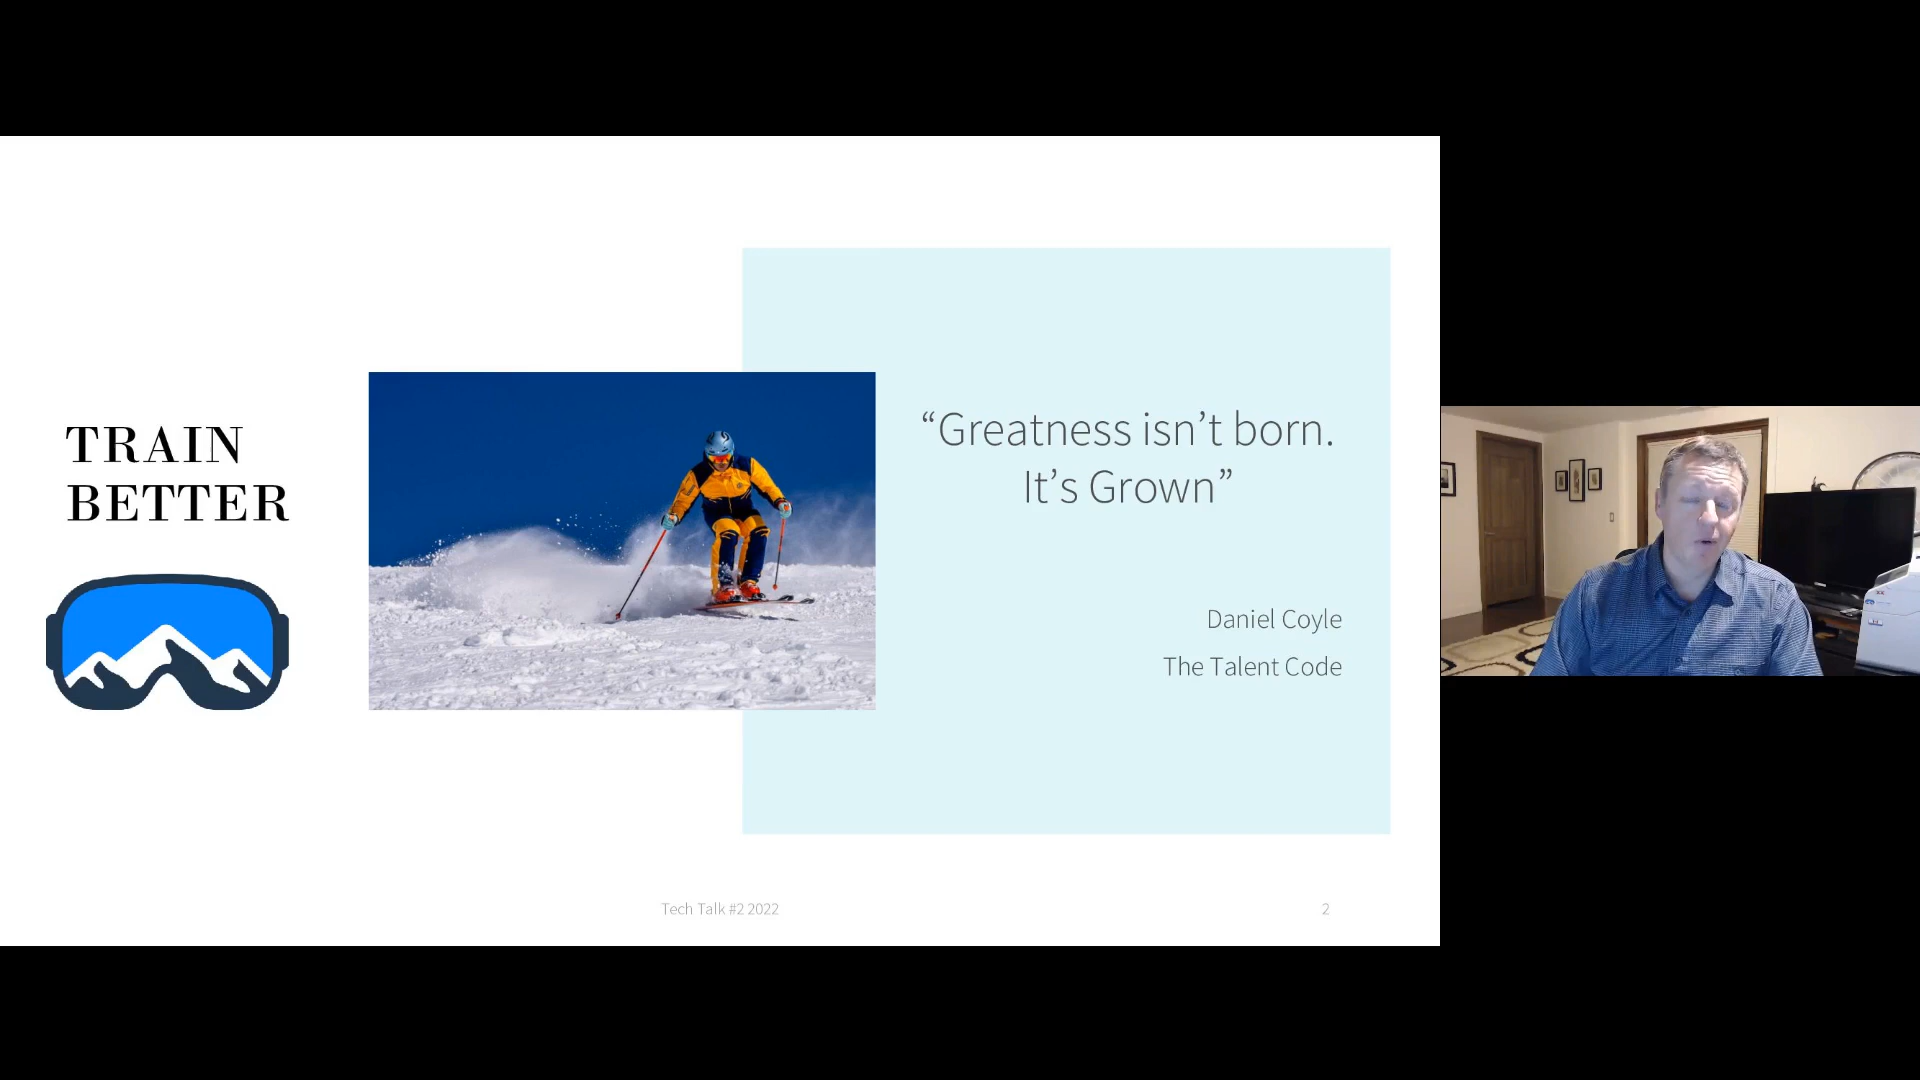 TRAIN
BETTER
“Greatness isn’t born.
It’s Grown”
Daniel Coyle
The Talent Code
Tech Talk #2 2022
2